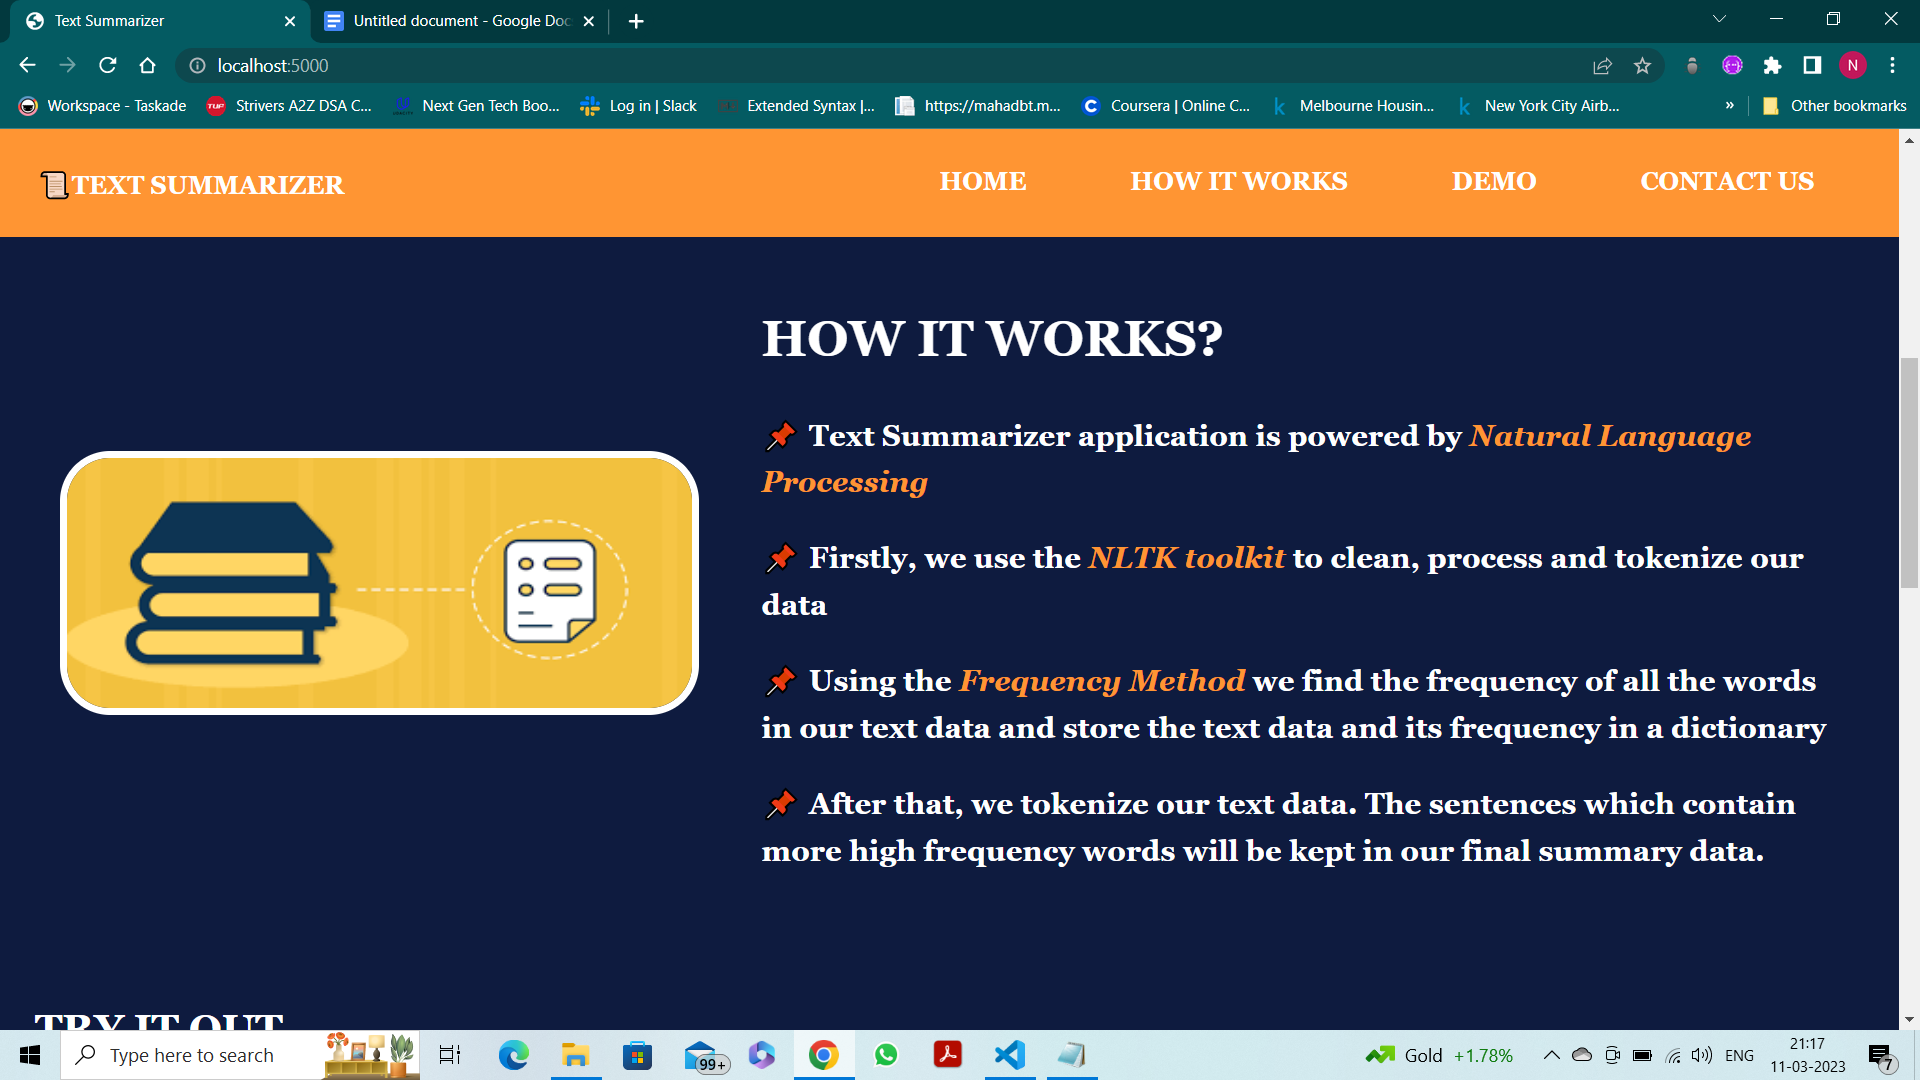 Text Summarizer
Untitled document - Google Doc
localhost:5000
N
Workspace - Taskade
TUF
Strivers A2Z DSA C...
Next Gen Tech Boo...
Log in | Slack
Extended Syntax |...
https://mahadbt.m...
C
Coursera | Online C...
k
Melbourne Housin...
k
New York City Airb...
»
Other bookmarks
TEXT SUMMARIZER
HOME
HOW IT WORKS
DEMO
CONTACT US
HOW IT WORKS?
Text Summarizer application is powered by Natural Language
Processing
Firstly, we use the NLTK toolkit to clean, process and tokenize our
data
Using the Frequency Method we find the frequency of all the words
in our text data and store the text data and its frequency in a dictionary
After that, we tokenize our text data. The sentences which contain
more high frequency words will be kept in our final summary data.
TRY IT OUT
Type here to search
99+
Gold +1.78%
ENG
21:17
11-03-2023
7